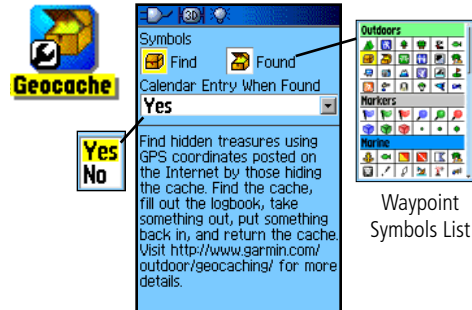 Geocache
3D
Symbols
Find
Found
Calendar Entry When Found
Yes
Yes
No
Find hidden treasures using
GPS coordinates posted on
the Internet by those hiding
the cache. Find the cache,
fill out the logbook, take
something out, put something
back in, and return the cache.
Visit http://www.garmin.com/
outdoor/geocaching/ for more
details.
Outdoors
Markers
Marine
Waypoint
Symbols List